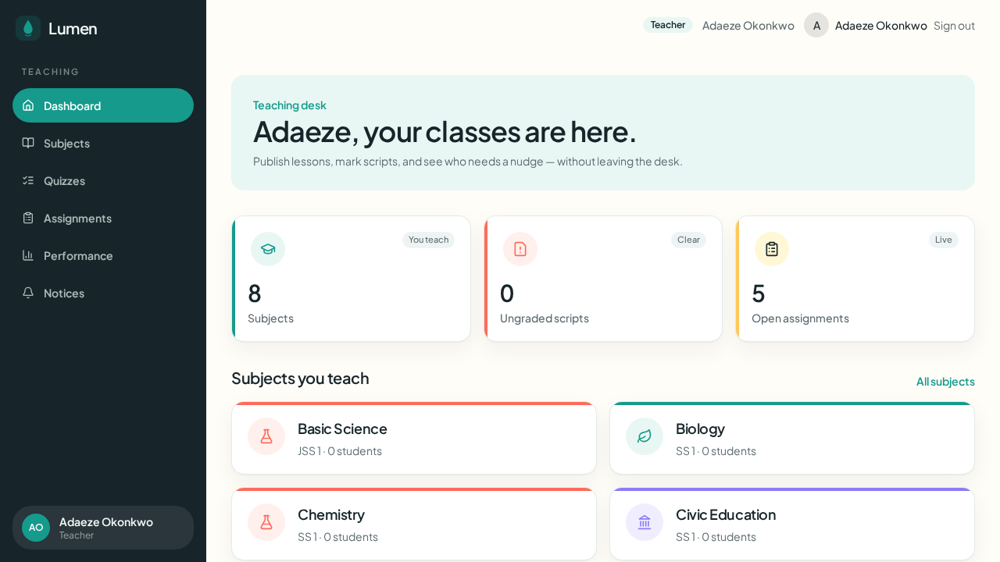 Lumen
TEACHING
Dashboard
Subjects
Quizzes
Assignments
Performance
Notices
AO
Adaeze Okonkwo
Teacher
Teacher
Adaeze Okonkwo
A
Adaeze Okonkwo
Sign out
Teaching desk
Adaeze, your classes are here.
Publish lessons, mark scripts, and see who needs a nudge — without leaving the desk.
You teach
8
Subjects
Clear
0
Ungraded scripts
Live
5
Open assignments
Subjects you teach
All subjects
Basic Science
JSS 1 · 0 students
Biology
SS 1 · 0 students
Chemistry
SS 1 · 0 students
Civic Education
SS 1 · 0 students